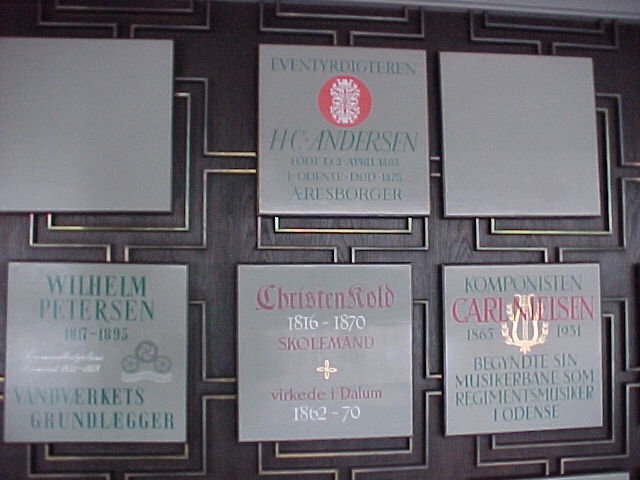 EVENTYRDIGTEREN
H·C·ANDERSEN
FØDT D. 2· APRIL 1805
I·ODENSE·DØD·1875
ÆRESBORGER
WILHELM
PETERSEN
1817-1895
VANDVERKETS
GRUNDLÆGGER
Christen Kold
1816 - 1870
SKOLEMAND
virkede i Dalum
1862 - 70
KOMPONISTEN
CARL NIELSEN
1865 1931
BEGYNDTE SIN
MUSIKERBANE SOM
REGIMENTSMUSIKER
I ODENSE